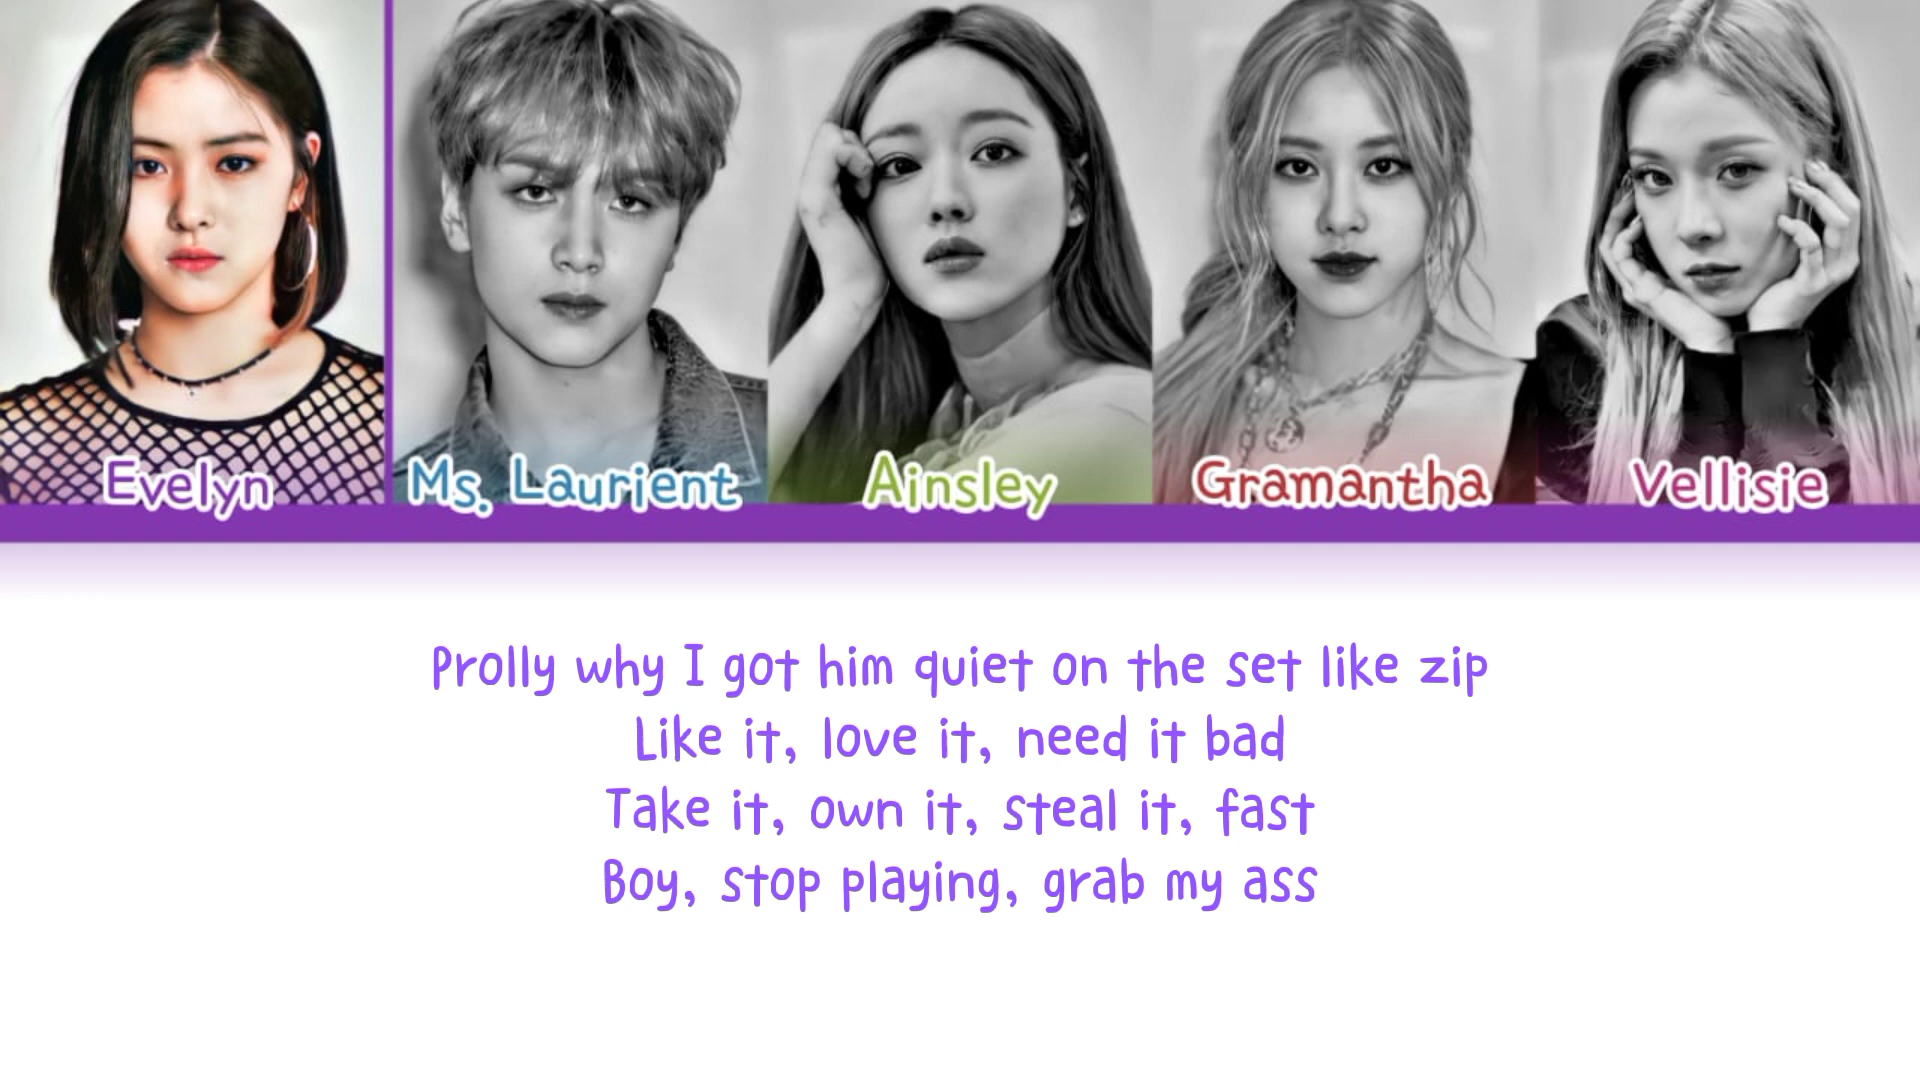 Evelyn
Ms. Laurient
Ainsley
Gramantha
Vellisie
Prolly why I got him quiet on the set like zip
Like it, love it, need it bad
Take it, own it, steal it, fast
Boy, stop playing, grab my ass